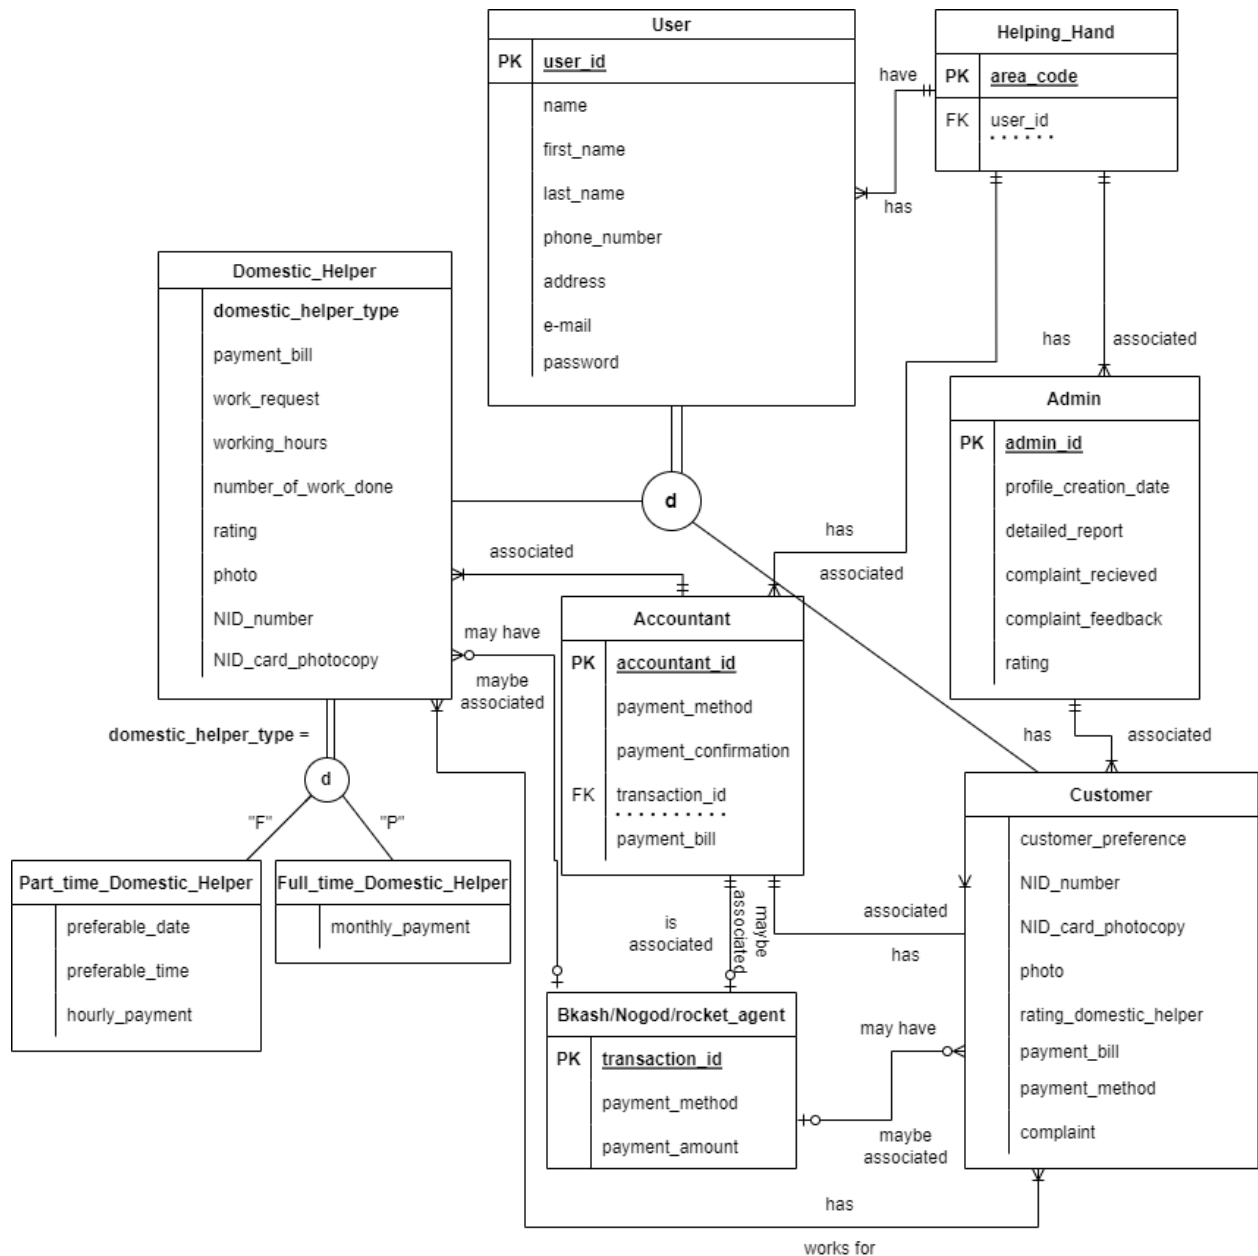 User
PK user_id
name
first_name
last_name
phone_number
address
e-mail
password
Helping_Hand
PK area_code
FK user_id
have
has
Domestic_Helper
domestic_helper_type
payment_bill
work_request
working_hours
number_of_work_done
rating
photo
NID_number
NID_card_photocopy
d
has
associated
Admin
PK admin_id
profile_creation_date
detailed_report
complaint_recieved
complaint_feedback
rating
has
associated
associated
may have
maybe
associated
Accountant
PK accountant_id
payment_method
payment_confirmation
FK transaction_id
payment_bill
has
associated
domestic_helper_type =
d
"F"
"P"
Part_time_Domestic_Helper
preferable_date
preferable_time
hourly_payment
Full_time_Domestic_Helper
monthly_payment
is
associated
maybe
associated
associated
has
Customer
customer_preference
NID_number
NID_card_photocopy
photo
rating_domestic_helper
payment_bill
payment_method
complaint
Bkash/Nogod/rocket_agent
PK transaction_id
payment_method
payment_amount
may have
maybe
associated
has
works for